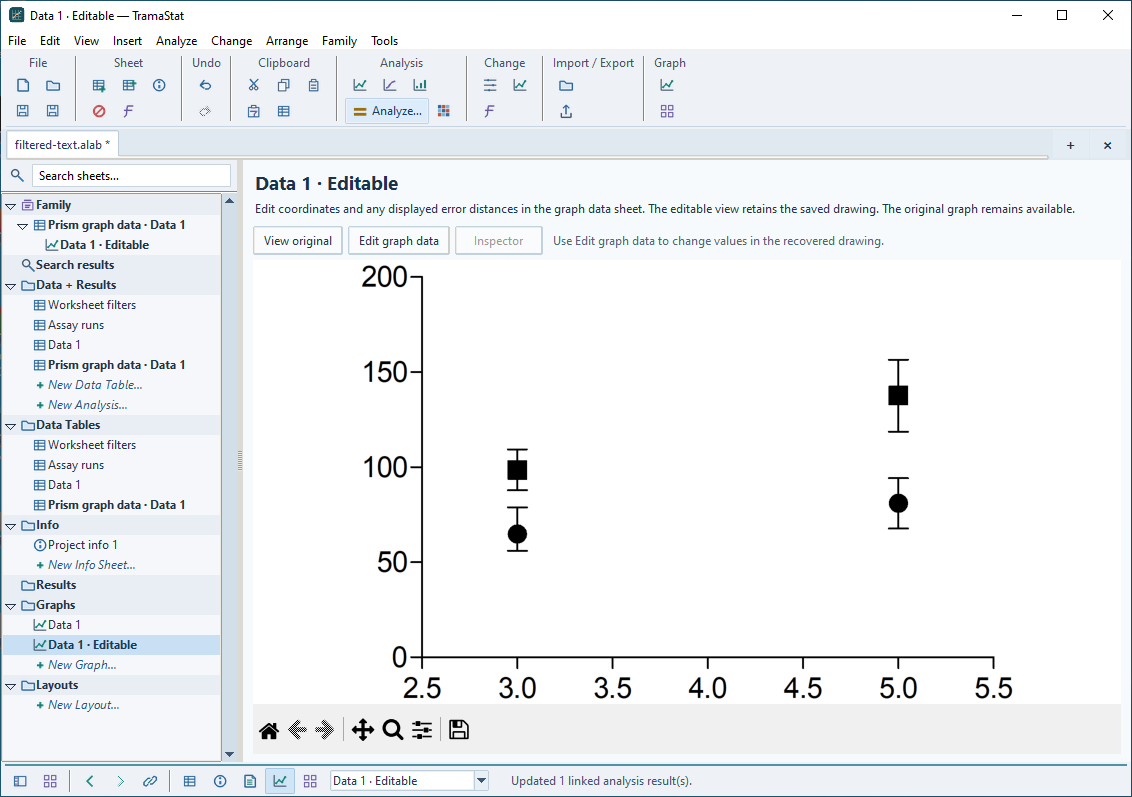 Data 1 · Editable — TramaStat
File Edit View Insert Analyze Change Arrange Family Tools
File Sheet Undo Clipboard Analysis Change Import / Export Graph
Analyze...
filtered-text.alab *
Search sheets...
Family
Prism graph data · Data 1
Data 1 · Editable
Search results
Data + Results
Worksheet filters
Assay runs
Data 1
Prism graph data · Data 1
+ New Data Table...
+ New Analysis...
Data Tables
Worksheet filters
Assay runs
Data 1
Prism graph data · Data 1
Info
Project info 1
+ New Info Sheet...
Results
Graphs
Data 1
Data 1 · Editable
+ New Graph...
Layouts
+ New Layout...
Data 1 · Editable
Edit coordinates and any displayed error distances in the graph data sheet. The editable view retains the saved drawing. The original graph remains available.
View original Edit graph data Inspector Use Edit graph data to change values in the recovered drawing.
200
150
100
50
0
2.5 3.0 3.5 4.0 4.5 5.0 5.5
Data 1 · Editable Updated 1 linked analysis result(s).